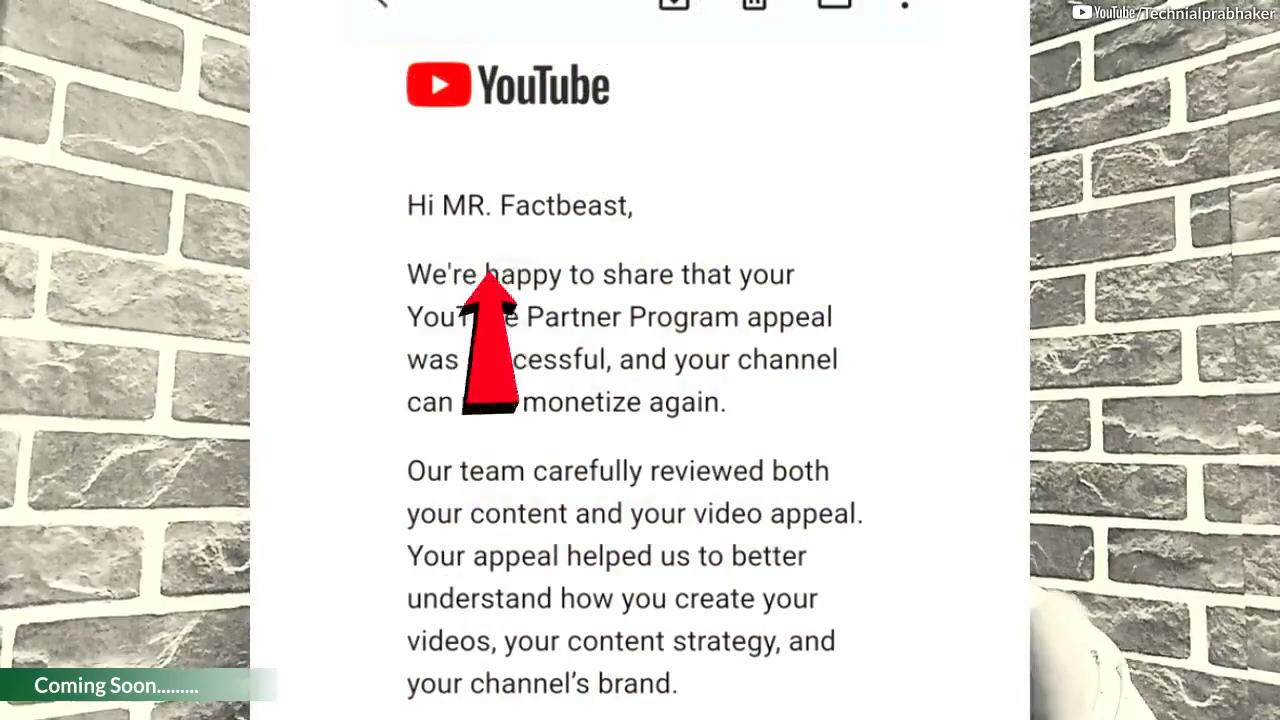 YouTube/Technialprabhaker
YouTube
Hi MR. Factbeast,
We're happy to share that your
Partner Program appeal
was cessful, and your channel
can monetize again.
Our team carefully reviewed both
your content and your video appeal.
Your appeal helped us to better
understand how you create your
videos, your content strategy, and
your channel's brand.
Coming Soon.........